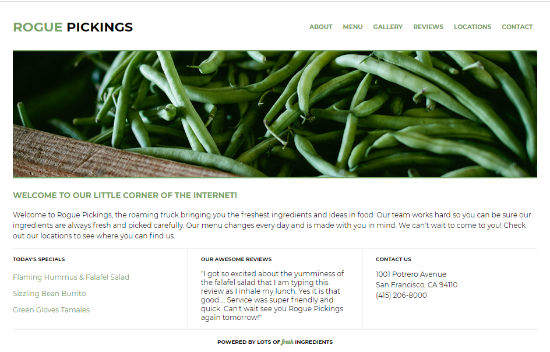 ROGUE PICKINGS
ABOUT MENU GALLERY REVIEWS LOCATIONS CONTACT
WELCOME TO OUR LITTLE CORNER OF THE INTERNET!
Welcome to Rogue Pickings, the roaming truck bringing you the freshest ingredients and ideas in food. Our team works hard so you can be sure our
ingredients are always fresh and picked carefully. Our menu changes every day and is made with you in mind. We can't wait to come to you! Check
out our locations to see where you can find us.
TODAY'S SPECIALS
Flaming Hummus & Falafel Salad
Sizzling Bean Burrito
Green Gloves Tamales
OUR AWESOME REVIEWS
"I got so excited about the yumminess of
the falafel salad that I am typing this
review as I inhale my lunch. Yes it is that
good.... Service was super friendly and
quick. Can't wait see you Rogue Pickings
again tomorrow!"
CONTACT US
1001 Potrero Avenue
San Francisco, CA 94110
(415) 206-8000
POWERED BY LOTS OF fresh INGREDIENTS